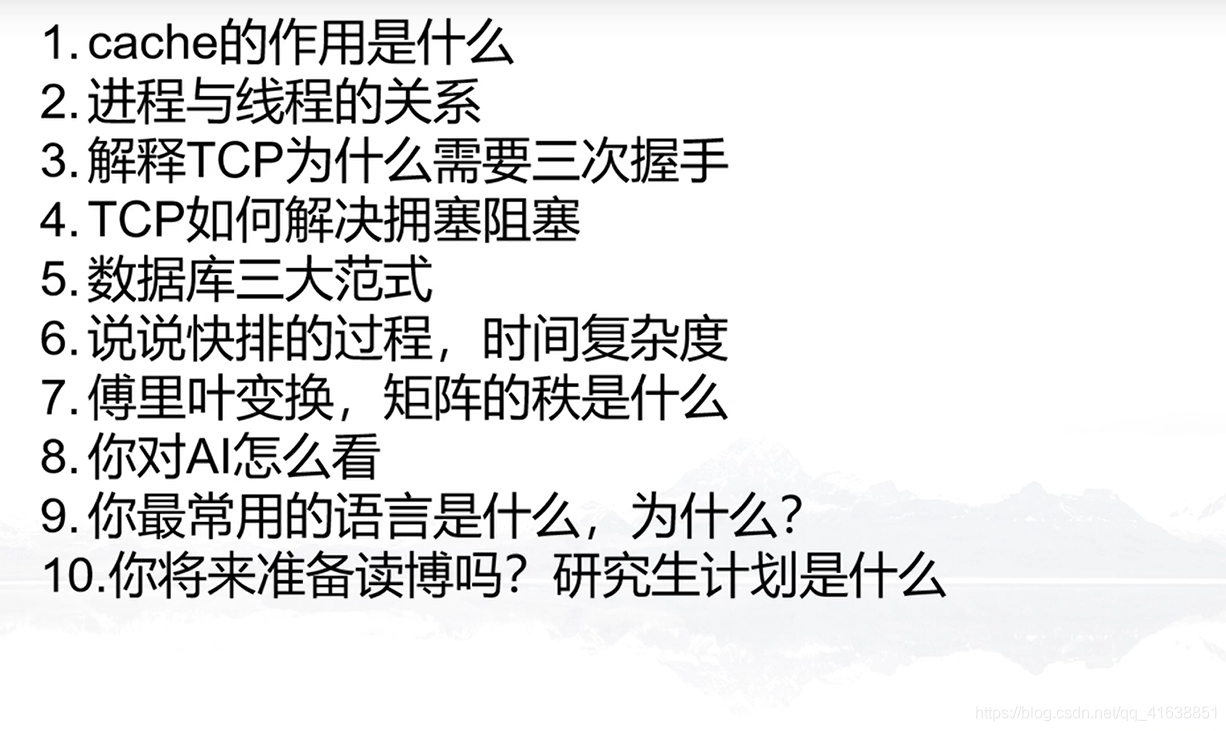 1. cache的作用是什么
2. 进程与线程的关系
3. 解释TCP为什么需要三次握手
4. TCP如何解决拥塞阻塞
5. 数据库三大范式
6. 说说快排的过程，时间复杂度
7. 傅里叶变换，矩阵的秩是什么
8. 你对AI怎么看
9. 你最常用的语言是什么，为什么？
10.你将来准备读博吗？研究生计划是什么
https://blog.csdn.net/qq_41638851